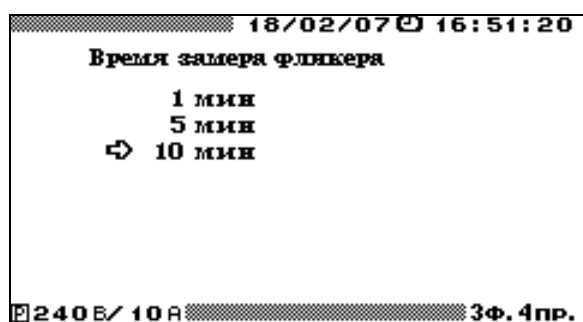 18/02/07 16:51:20
Время замера фликера
1 мин
5 мин
⇨ 10 мин
P 240В/10А 3ф.4пр.